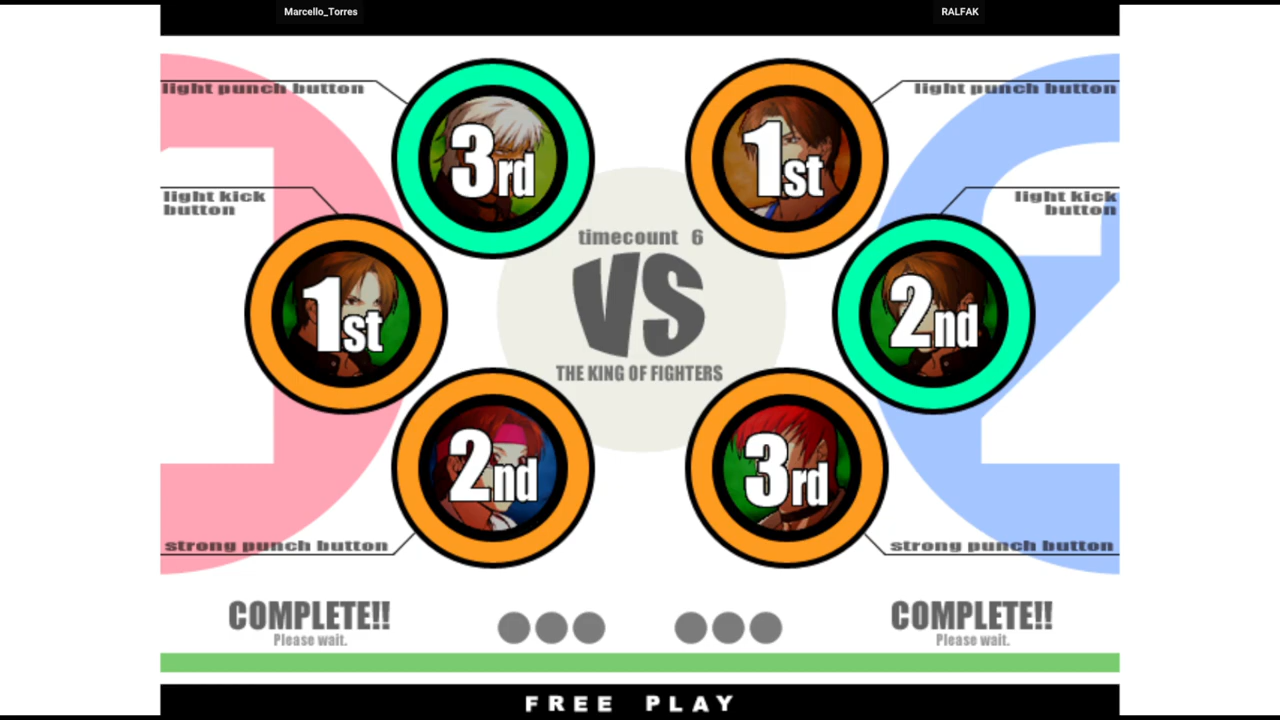 Marcello_Torres
RALFAK
light punch button
light punch button
3rd
1st
light kick
button
light kick
button
timecount 6
VS
THE KING OF FIGHTERS
1st
2nd
2nd
3rd
strong punch button
strong punch button
COMPLETE!!
Please wait.
COMPLETE!!
Please wait.
FREE PLAY
1
2